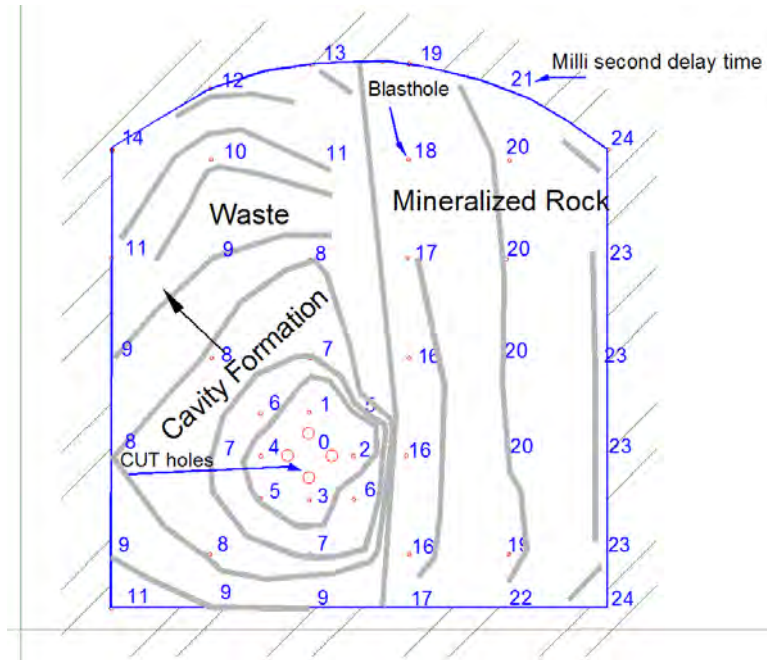 13 19
Milli second delay time
12 21
Blasthole
14 10 11 18 20 24
Waste Mineralized Rock
11 9 8 17 20 23
Cavity Formation
9 8 7 16 20 23
6 1 5
8 7 4 0 2 16 20 23
CUT holes
5 3 6
9 8 7 16 19 23
11 9 9 17 22 24